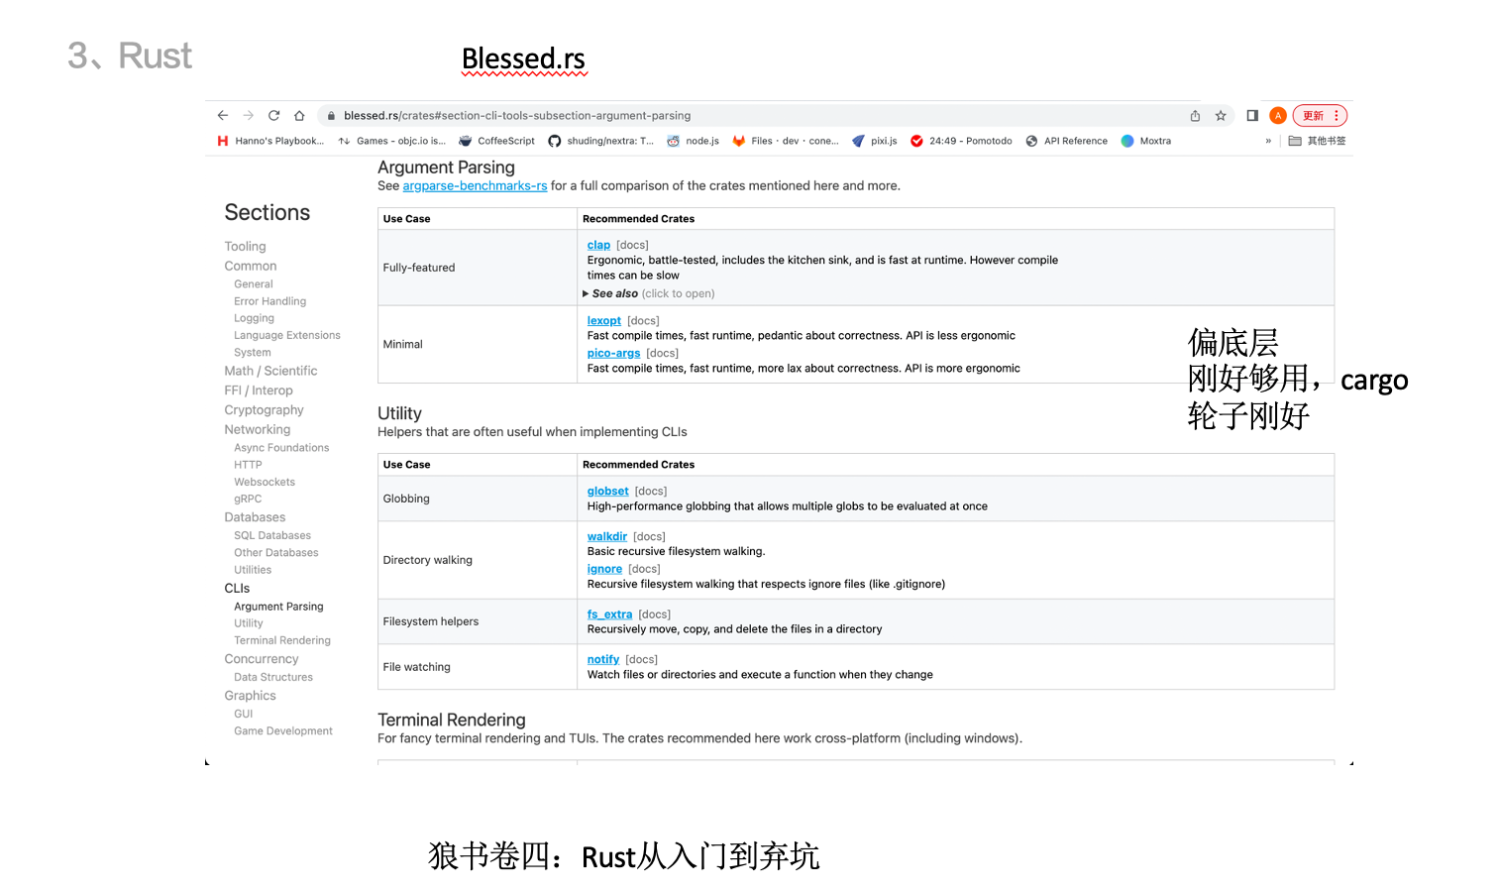 3、Rust
Blessed.rs
blessed.rs/crates#section-cli-tools-subsection-argument-parsing
A
更新
Hanno's Playbook...
Games - objc.io is...
CoffeeScript
shuding/nextra: T...
node.js
Files · dev · cone...
pixi.js
24:49 - Pomotodo
API Reference
Moxtra
»
其他书签
Sections
Tooling
Common
General
Error Handling
Logging
Language Extensions
System
Math / Scientific
FFI / Interop
Cryptography
Networking
Async Foundations
HTTP
Websockets
gRPC
Databases
SQL Databases
Other Databases
Utilities
CLIs
Argument Parsing
Utility
Terminal Rendering
Concurrency
Data Structures
Graphics
GUI
Game Development
Argument Parsing
See argparse-benchmarks-rs for a full comparison of the crates mentioned here and more.
Use Case
Recommended Crates
Fully-featured
clap [docs]
Ergonomic, battle-tested, includes the kitchen sink, and is fast at runtime. However compile
times can be slow
▸ See also (click to open)
Minimal
lexopt [docs]
Fast compile times, fast runtime, pedantic about correctness. API is less ergonomic
pico-args [docs]
Fast compile times, fast runtime, more lax about correctness. API is more ergonomic
Utility
Helpers that are often useful when implementing CLIs
Use Case
Recommended Crates
Globbing
globset [docs]
High-performance globbing that allows multiple globs to be evaluated at once
Directory walking
walkdir [docs]
Basic recursive filesystem walking.
ignore [docs]
Recursive filesystem walking that respects ignore files (like .gitignore)
Filesystem helpers
fs_extra [docs]
Recursively move, copy, and delete the files in a directory
File watching
notify [docs]
Watch files or directories and execute a function when they change
Terminal Rendering
For fancy terminal rendering and TUIs. The crates recommended here work cross-platform (including windows).
偏底层
刚好够用，cargo
轮子刚好
狼书卷四：Rust从入门到弃坑